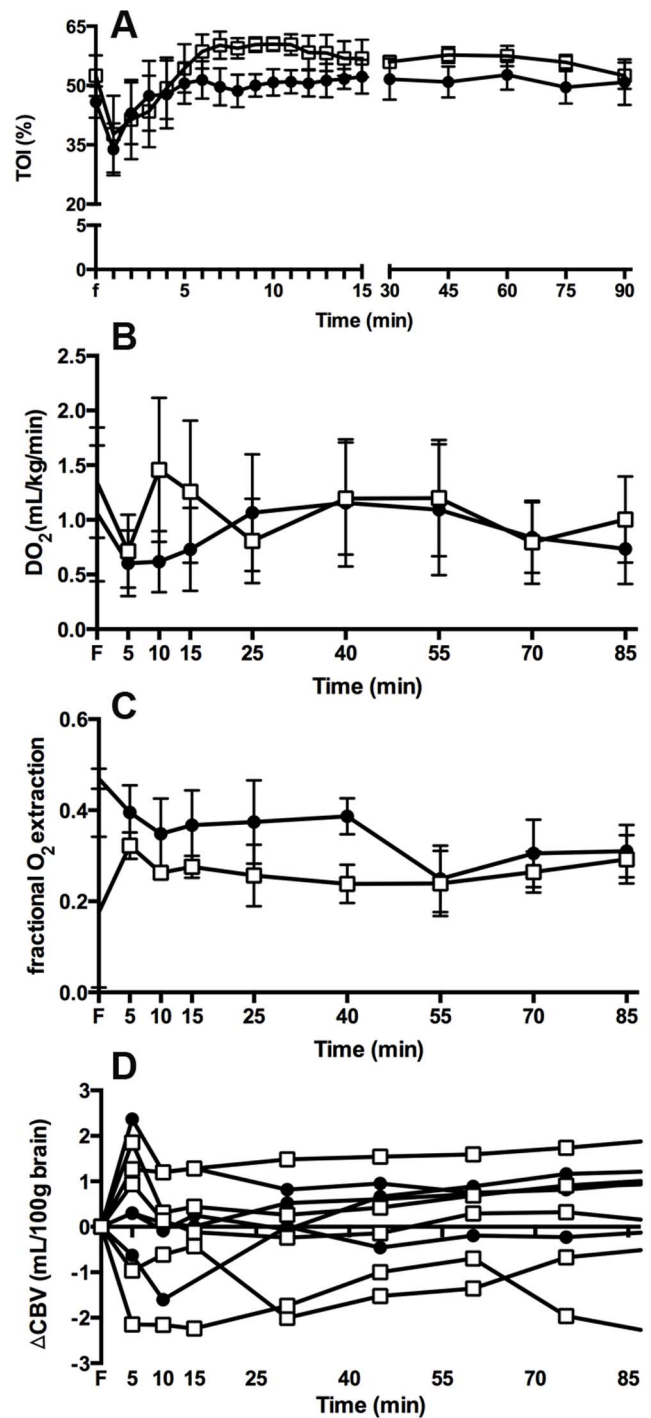 A
65
50
35
20
5
0
TOI (%)
f 5 10 15 30 45 60 75 90
Time (min)
B
2.5
2.0
1.5
1.0
0.5
0.0
DO2 (mL/kg/min)
F 5 10 15 25 40 55 70 85
Time (min)
C
0.6
0.4
0.2
0.0
fractional O2 extraction
F 5 10 15 25 40 55 70 85
Time (min)
D
3
2
1
0
-1
-2
-3
ΔCBV (mL/100g brain)
F 5 10 15 25 40 55 70 85
Time (min)